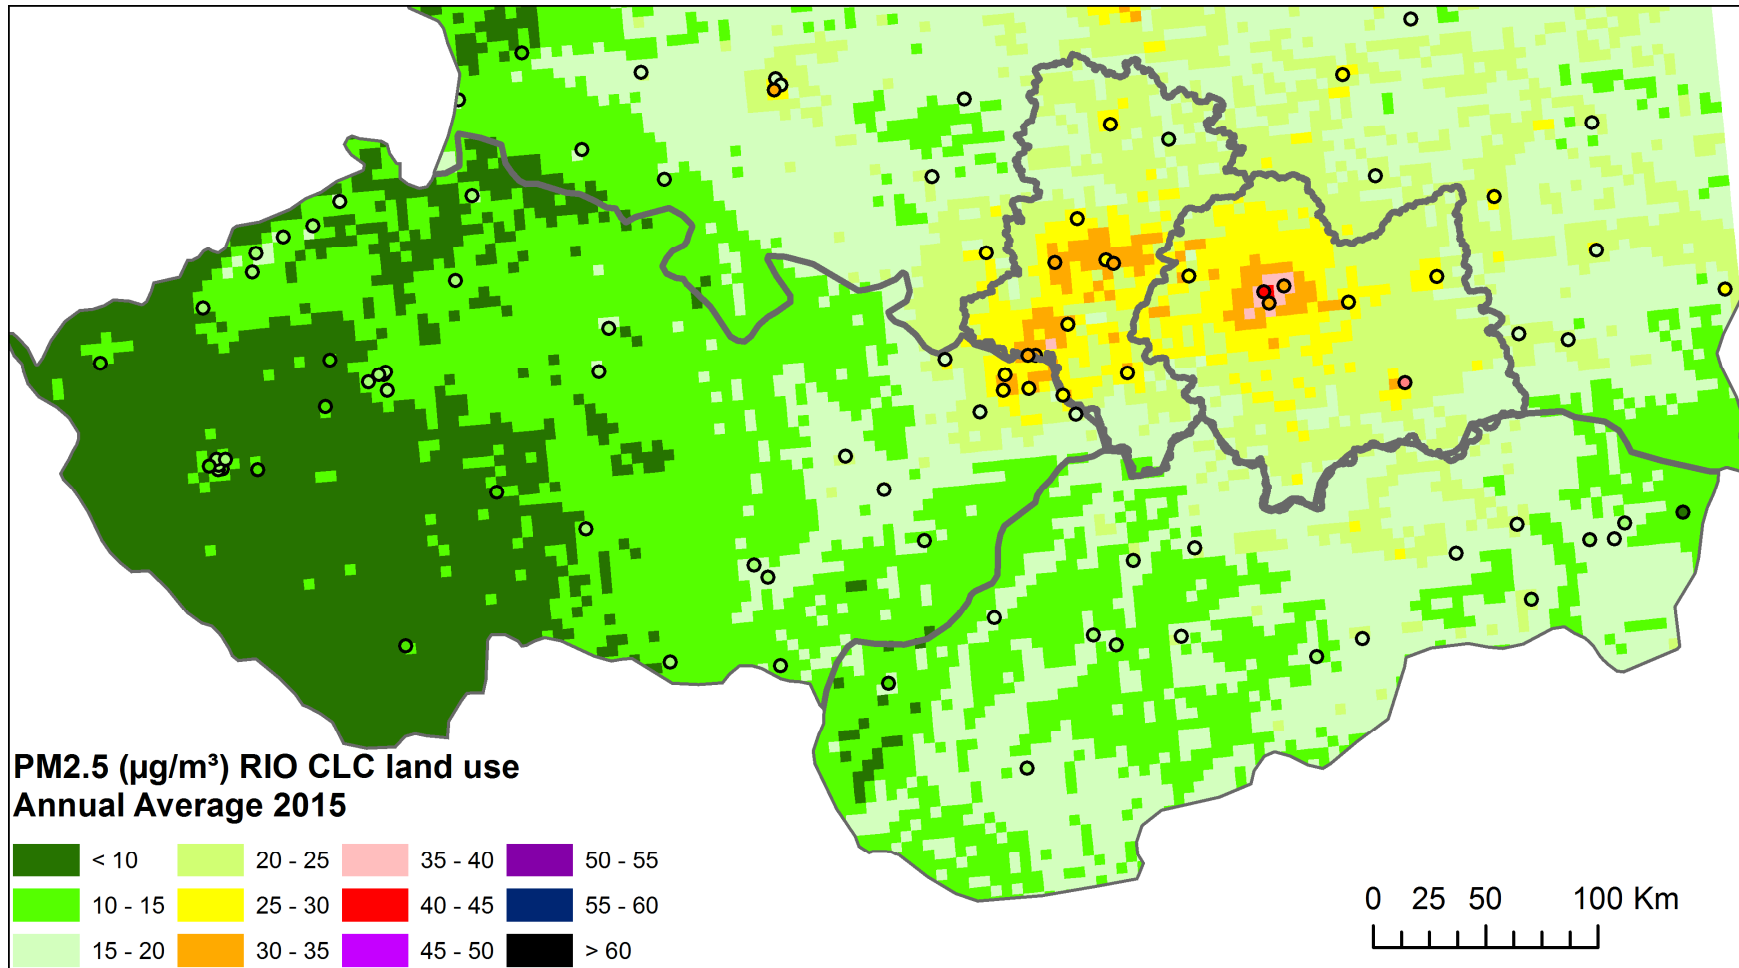 PM2.5 (µg/m³) RIO CLC land use
Annual Average 2015
< 10 20 - 25 35 - 40 50 - 55
10 - 15 25 - 30 40 - 45 55 - 60
15 - 20 30 - 35 45 - 50 > 60
0 25 50 100 Km